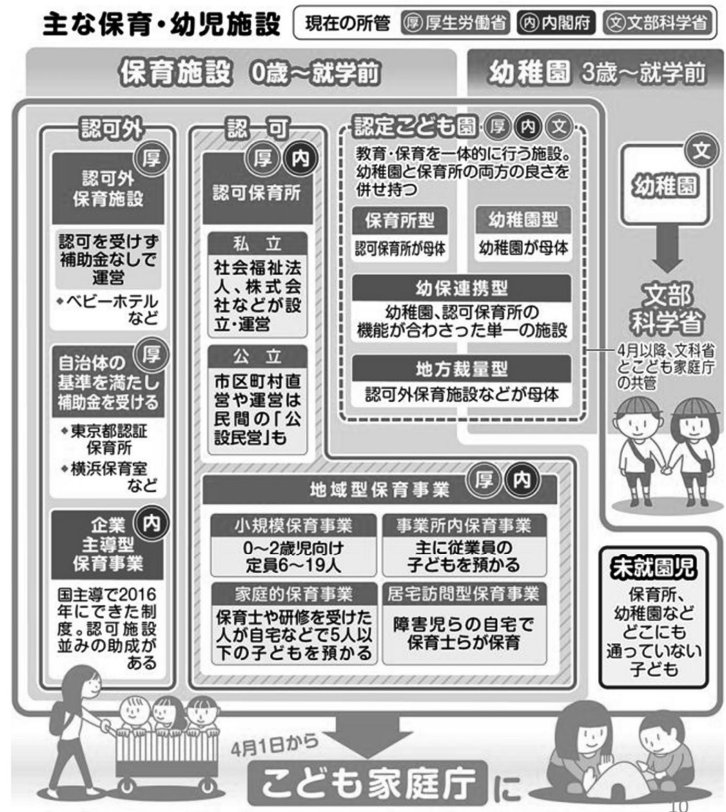 主な保育・幼児施設
現在の所管 厚 厚生労働省 内 内閣府 文 文部科学省
保育施設 0歳～就学前
幼稚園 3歳～就学前
認可外
厚
認可外
保育施設
認可を受けず
補助金なしで
運営
◆ベビーホテル
など
厚
自治体の
基準を満たし
補助金を受ける
◆東京都認証
保育所
◆横浜保育室
など
内
企業
主導型
保育事業
国主導で2016
年にできた制
度。認可施設
並みの助成が
ある
認可
厚 内
認可保育所
私立
社会福祉法
人、株式会
社などが設
立・運営
公立
市区町村直
営や運営は
民間の「公
設民営」も
認定こども園・厚 内 文
教育・保育を一体的に行う施設。
幼稚園と保育所の両方の良さを
併せ持つ
保育所型
認可保育所が母体
幼稚園型
幼稚園が母体
幼保連携型
幼稚園、認可保育所の
機能が合わさった単一の施設
地方裁量型
認可外保育施設などが母体
地域型保育事業 厚 内
小規模保育事業
0～2歳児向け
定員6～19人
事業所内保育事業
主に従業員の
子どもを預かる
家庭的保育事業
保育士や研修を受けた
人が自宅などで5人以
下の子どもを預かる
居宅訪問型保育事業
障害児らの自宅で
保育士らが保育
文
幼稚園
文部
科学省
4月以降、文科省
とこども家庭庁
の共管
未就園児
保育所、
幼稚園など
どこにも
通っていない
子ども
4月1日から
こども家庭庁に
10